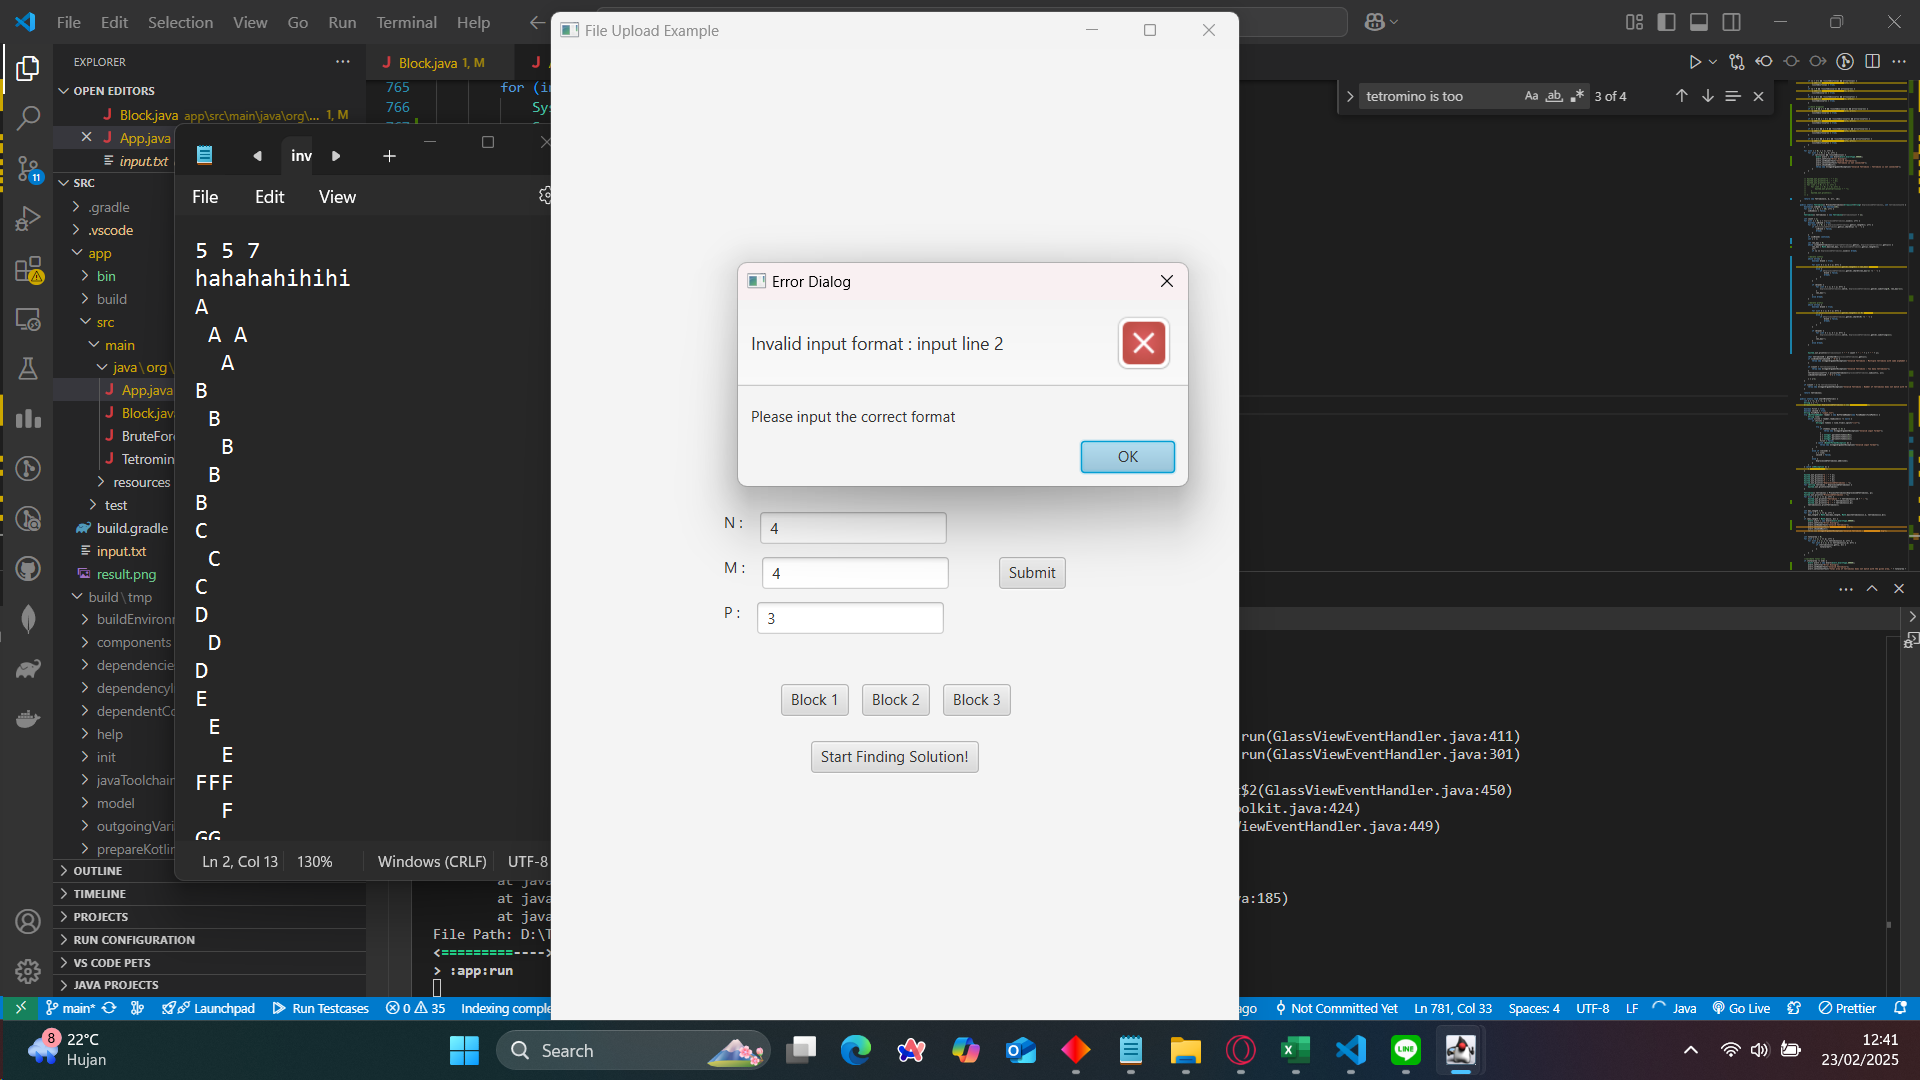 File Edit Selection View Go Run Terminal Help
EXPLORER
OPEN EDITORS
Block.java app\src\main\java\org\... 1, M
App.java
input.txt
SRC
.gradle
.vscode
app
bin
build
src
main
java\org\
App.java
Block.java
BruteFor
Tetromin
resources
test
build.gradle
input.txt
result.png
build\tmp
buildEnviron
components
dependencie
dependencyl
dependentCo
help
init
javaToolchain
model
outgoingVari
prepareKotlin
OUTLINE
TIMELINE
PROJECTS
RUN CONFIGURATION
VS CODE PETS
JAVA PROJECTS
11
Block.java 1, M
765
for (in
766
Sys
inv
File Edit View
5 5 7
hahahahihihi
A
A A
A
B
B
B
B
B
C
C
C
D
D
D
E
E
E
FFF
F
GG
Ln 2, Col 13 130% Windows (CRLF) UTF-8
File Upload Example
Error Dialog
Invalid input format : input line 2
Please input the correct format
OK
N : 4
M : 4
Submit
P : 3
Block 1 Block 2 Block 3
Start Finding Solution!
tetromino is too Aa ab 3 of 4
run(GlassViewEventHandler.java:411)
run(GlassViewEventHandler.java:301)
$2(GlassViewEventHandler.java:450)
olkit.java:424)
iewEventHandler.java:449)
a:185)
at java
at java
at java
File Path: D:\T
<=========---->
> :app:run
main* Launchpad Run Testcases 0 35 Indexing comple
ago Not Committed Yet Ln 781, Col 33 Spaces: 4 UTF-8 LF Java Go Live Prettier
8
22°C
Hujan
Search
LINE
12:41
23/02/2025